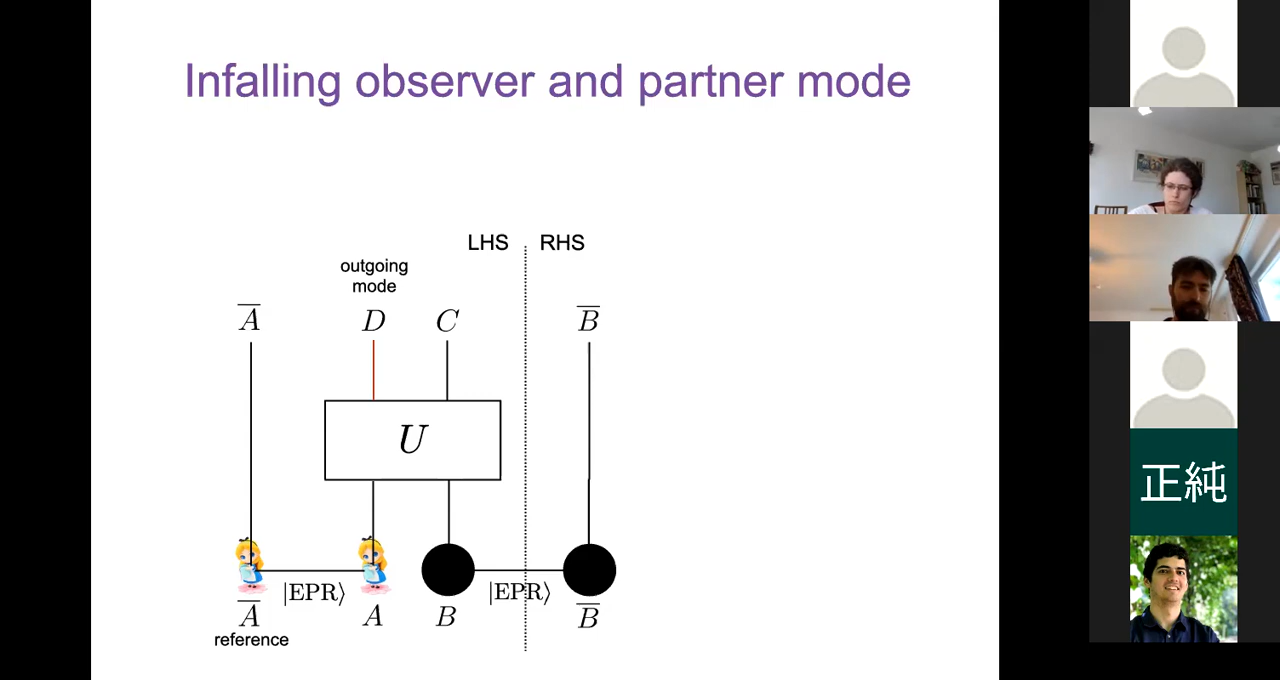 Infalling observer and partner mode
LHS RHS
outgoing
mode
A̅ D C B̅
U
|EPR⟩ |EPR⟩
A̅ A B B̅
reference
正純